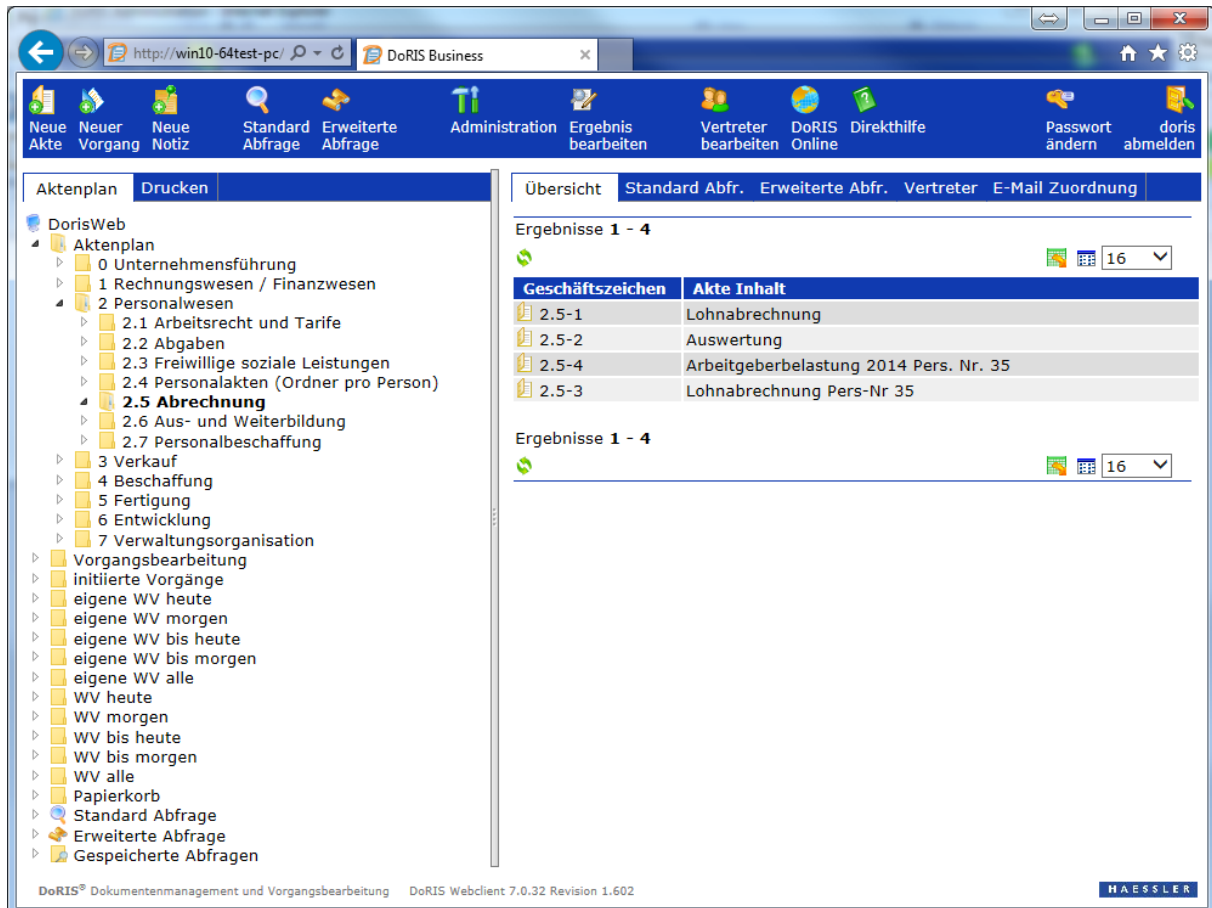 http://win10-64test-pc/
DoRIS Business
Neue Akte
Neuer Vorgang
Neue Notiz
Standard Abfrage
Erweiterte Abfrage
Administration
Ergebnis bearbeiten
Vertreter bearbeiten
DoRIS Online
Direkthilfe
Passwort ändern
doris abmelden
Aktenplan Drucken
DorisWeb
Aktenplan
0 Unternehmensführung
1 Rechnungswesen / Finanzwesen
2 Personalwesen
2.1 Arbeitsrecht und Tarife
2.2 Abgaben
2.3 Freiwillige soziale Leistungen
2.4 Personalakten (Ordner pro Person)
2.5 Abrechnung
2.6 Aus- und Weiterbildung
2.7 Personalbeschaffung
3 Verkauf
4 Beschaffung
5 Fertigung
6 Entwicklung
7 Verwaltungsorganisation
Vorgangsbearbeitung
initiierte Vorgänge
eigene WV heute
eigene WV morgen
eigene WV bis heute
eigene WV bis morgen
eigene WV alle
WV heute
WV morgen
WV bis heute
WV bis morgen
WV alle
Papierkorb
Standard Abfrage
Erweiterte Abfrage
Gespeicherte Abfragen
Übersicht Standard Abfr. Erweiterte Abfr. Vertreter E-Mail Zuordnung
Ergebnisse 1 - 4
16
Geschäftszeichen Akte Inhalt
2.5-1 Lohnabrechnung
2.5-2 Auswertung
2.5-4 Arbeitgeberbelastung 2014 Pers. Nr. 35
2.5-3 Lohnabrechnung Pers-Nr 35
Ergebnisse 1 - 4
16
DoRIS® Dokumentenmanagement und Vorgangsbearbeitung DoRIS Webclient 7.0.32 Revision 1.602
HAESSLER